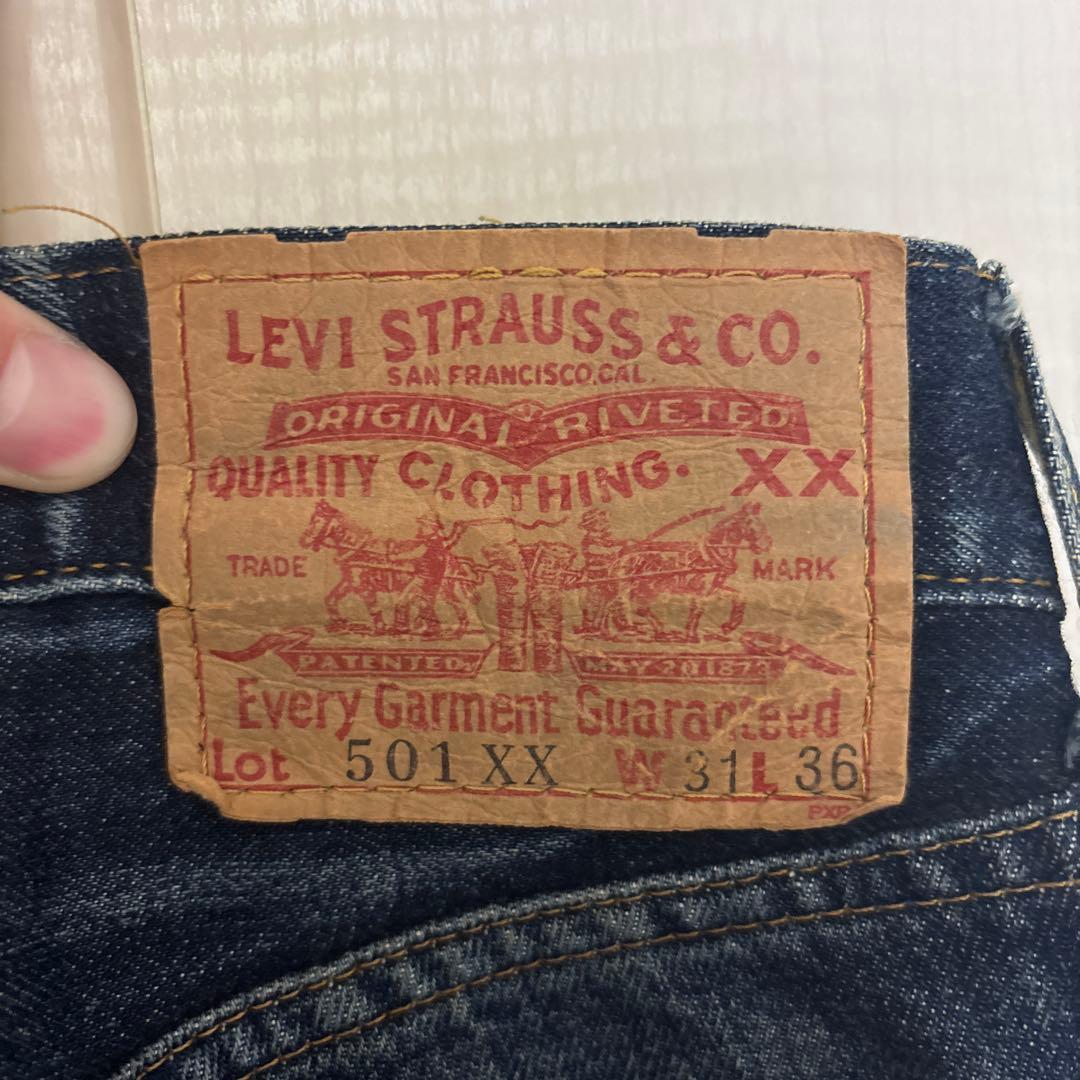 LEVI STRAUSS & CO.
SAN FRANCISCO, CAL.
ORIGINAL RIVETED
QUALITY CLOTHING. XX
TRADE MARK
PATENTED MAY 20 1873
Every Garment Guaranteed
Lot 501 XX W 31 L 36